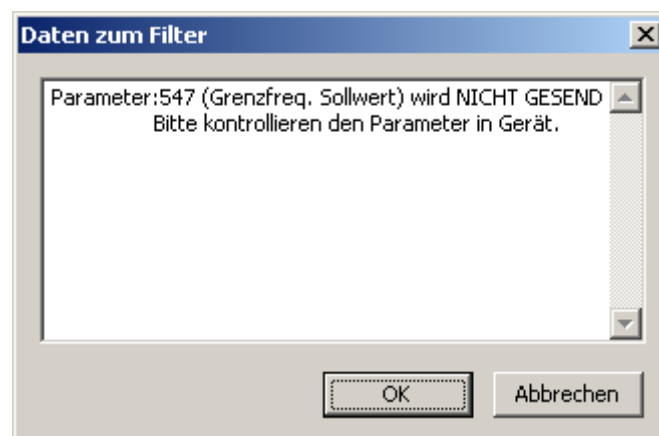 Daten zum Filter
Parameter:547 (Grenzfreq. Sollwert) wird NICHT GESEND
Bitte kontrollieren den Parameter in Gerät.
OK
Abbrechen